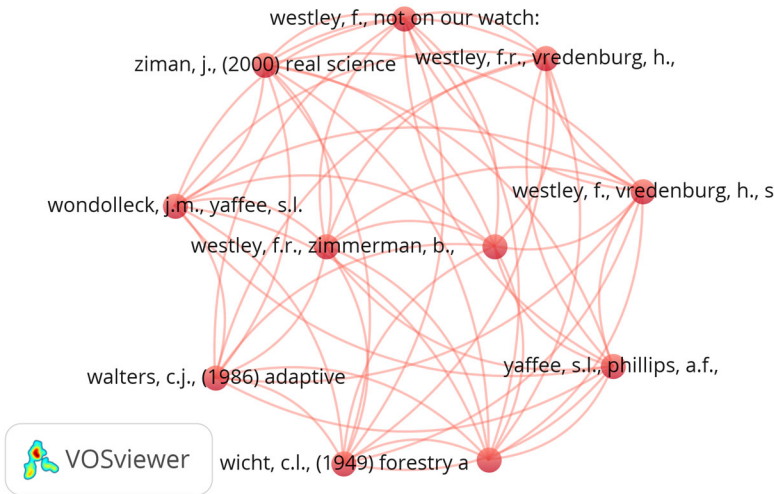 westley, f., not on our watch:
ziman, j., (2000) real science
westley, f.r., vredenburg, h.,
westley, f., vredenburg, h., s
wondolleck, j.m., yaffee, s.l.
westley, f.r., zimmerman, b.,
yaffee, s.l., phillips, a.f.,
walters, c.j., (1986) adaptive
VOSviewer
wicht, c.l., (1949) forestry a